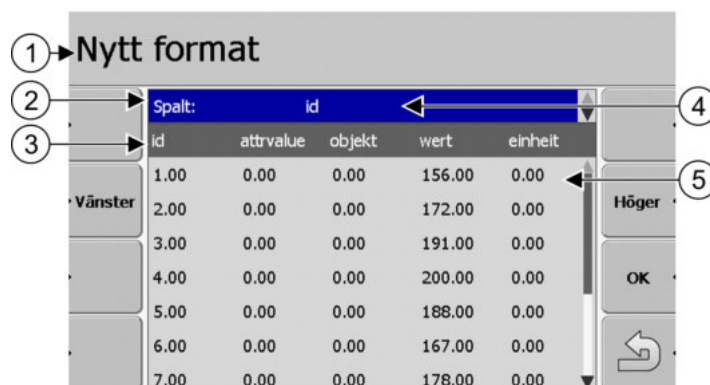 1 Nytt format
2 Spalt: id 4
3 id attrvalue objekt wert einheit
1.00 0.00 0.00 156.00 0.00 5
Vänster Höger
2.00 0.00 0.00 172.00 0.00
3.00 0.00 0.00 191.00 0.00
4.00 0.00 0.00 200.00 0.00 OK
5.00 0.00 0.00 188.00 0.00
6.00 0.00 0.00 167.00 0.00
7.00 0.00 0.00 178.00 0.00